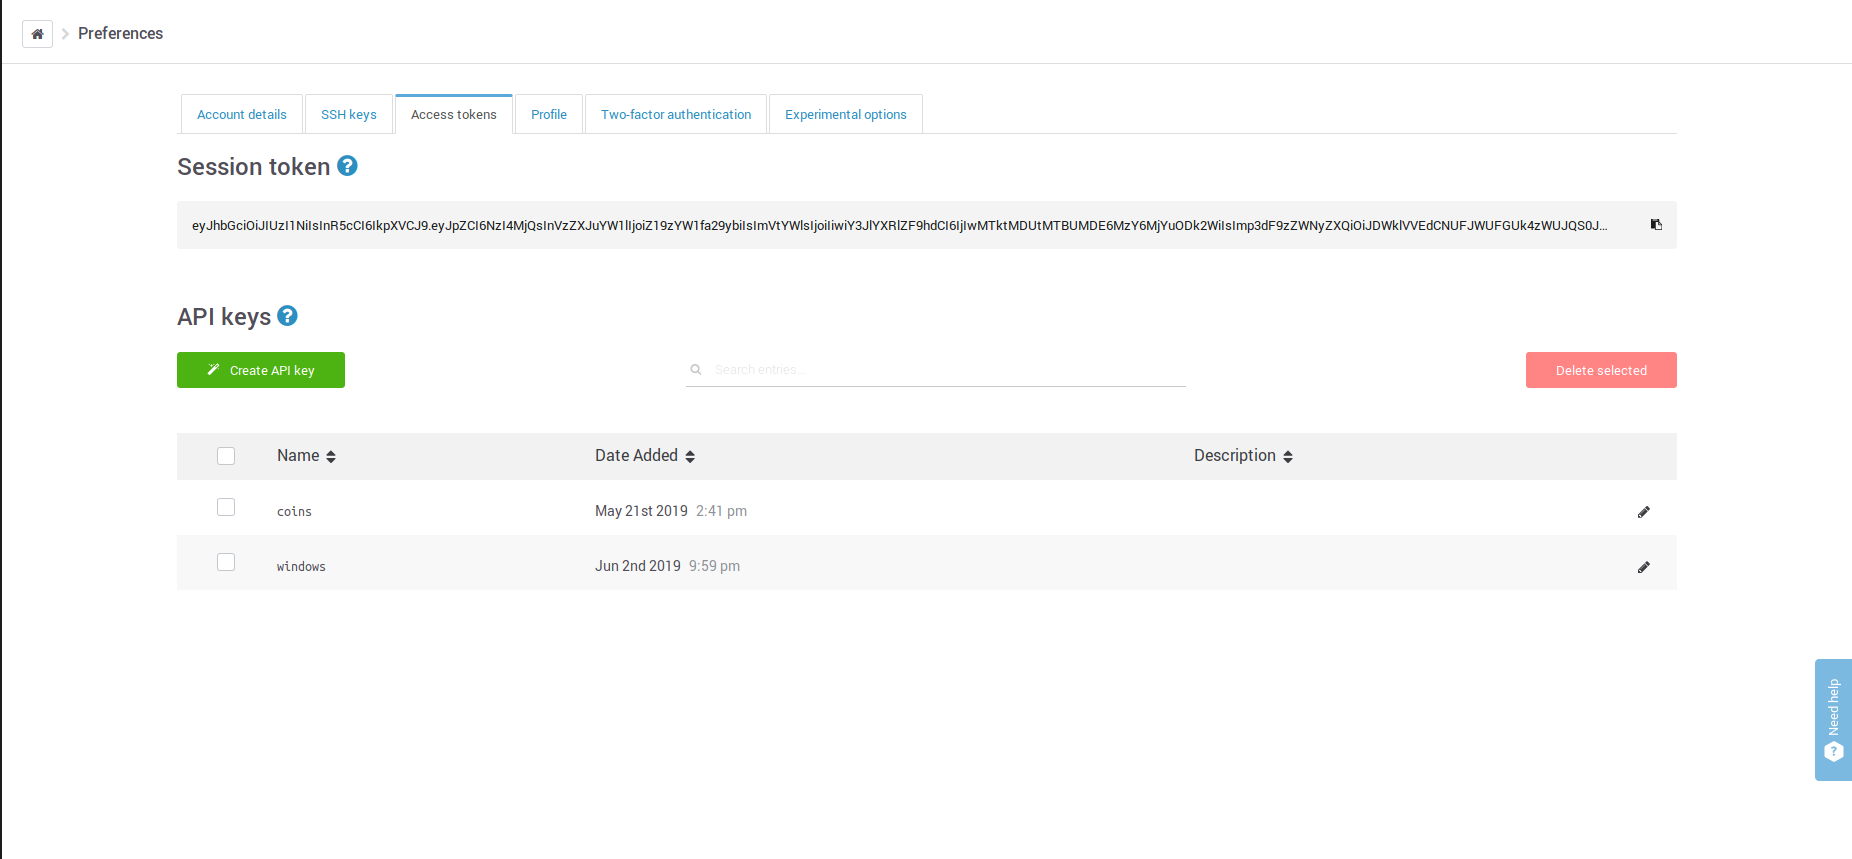 Preferences
Account details SSH keys Access tokens Profile Two-factor authentication Experimental options
Session token ?
eyJhbGciOiJIUzI1NiIsInR5cCI6IkpXVCJ9.eyJpZCI6NzI4MjQsInVzZXJuYW1lIjoiZ19zYW1fa29ybiIsImVtYWlsIjoiIiwiY3JlYXRlZF9hdCI6IjIwMTktMDUtMTBUMDE6MzY6MjYuODk2WiIsImp3dF9zZWNyZXQiOiJDWklVVEdCNUFJWUFGUk4zWUJQS0J...
API keys ?
Create API key Search entries... Delete selected
Name Date Added Description
coins May 21st 2019 2:41 pm
windows Jun 2nd 2019 9:59 pm
Need help ?